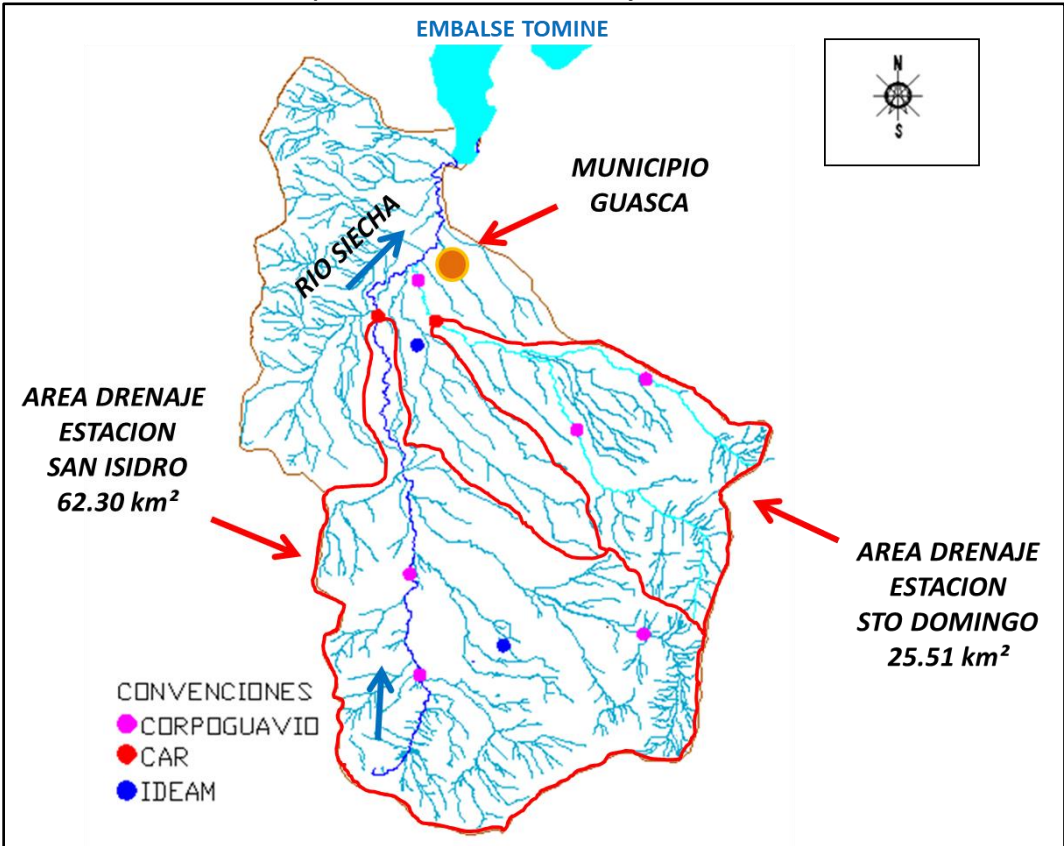 EMBALSE TOMINE
N
S
MUNICIPIO
GUASCA
RIO SIECHA
AREA DRENAJE
ESTACION
SAN ISIDRO
62.30 km²
AREA DRENAJE
ESTACION
STO DOMINGO
25.51 km²
CONVENCIONES
CORPOGUAVIO
CAR
IDEAM